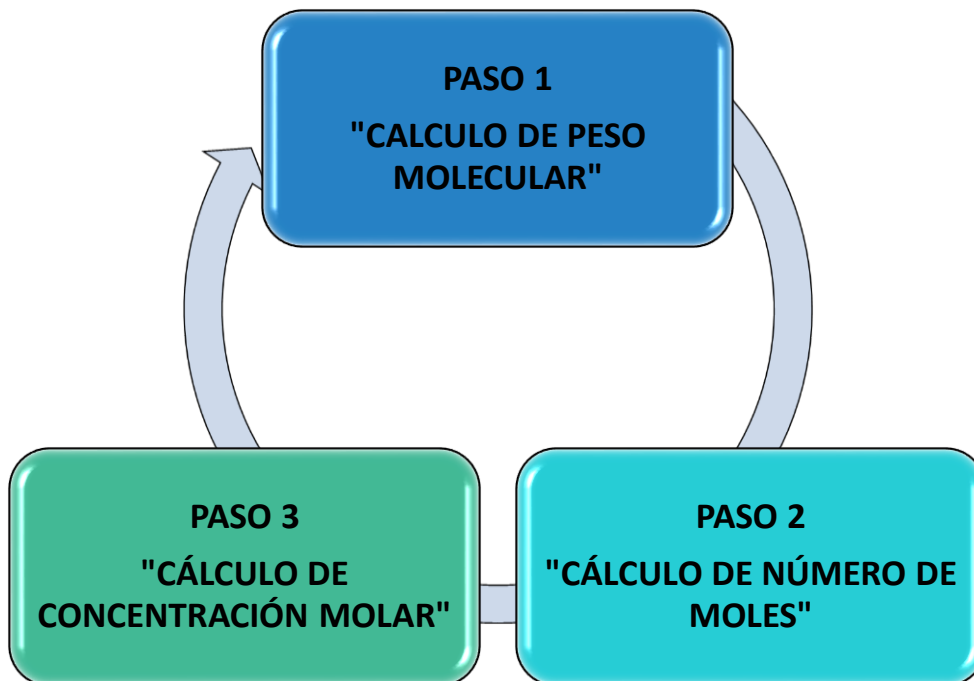 PASO 1
"CALCULO DE PESO
MOLECULAR"
PASO 3
"CÁLCULO DE
CONCENTRACIÓN MOLAR"
PASO 2
"CÁLCULO DE NÚMERO DE
MOLES"